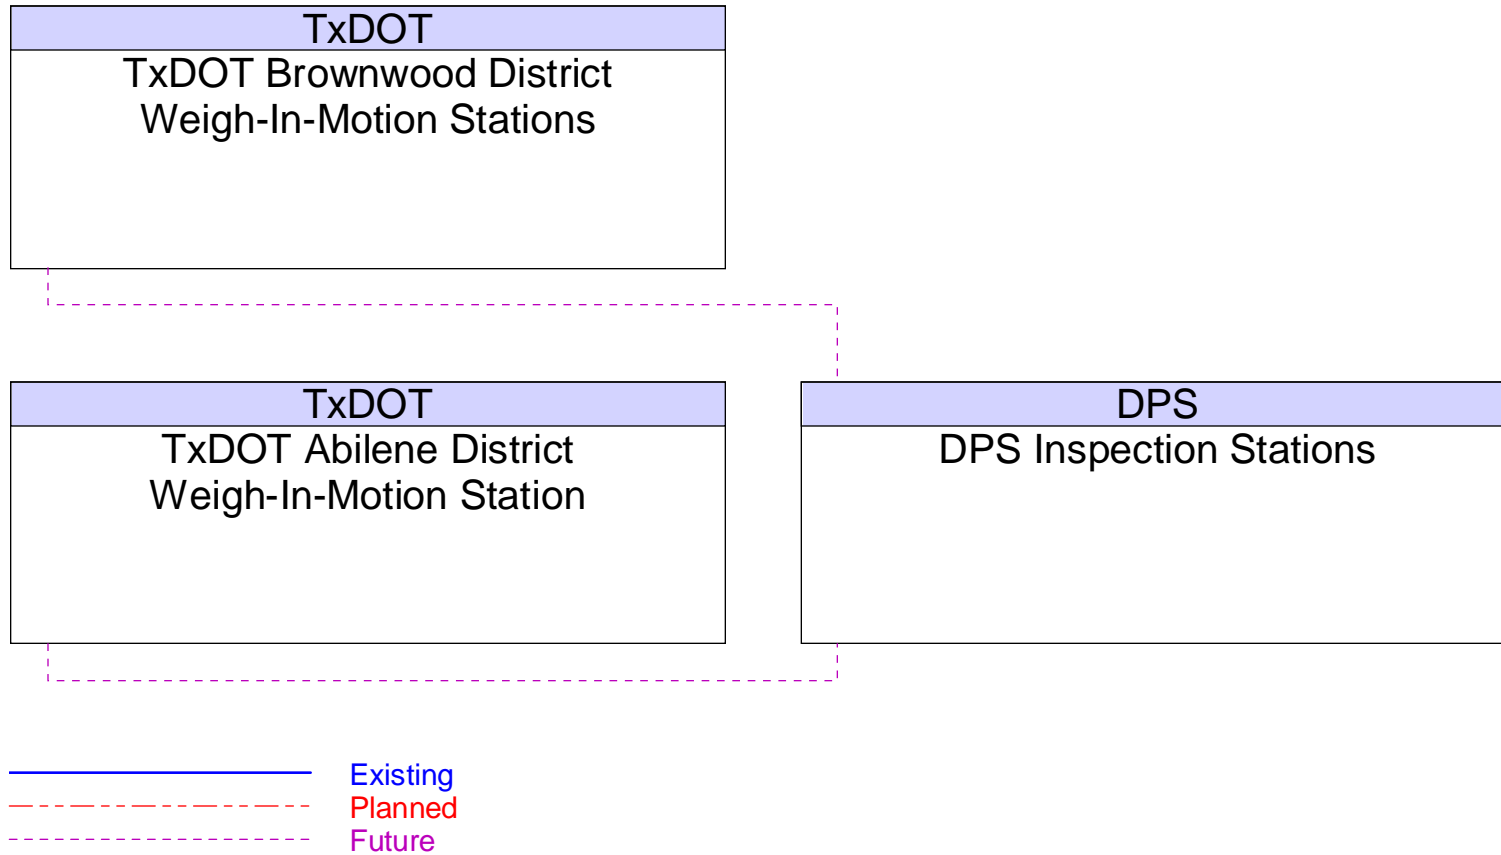 TxDOT
TxDOT Brownwood District
Weigh-In-Motion Stations
TxDOT
TxDOT Abilene District
Weigh-In-Motion Station
DPS
DPS Inspection Stations
Existing
Planned
Future